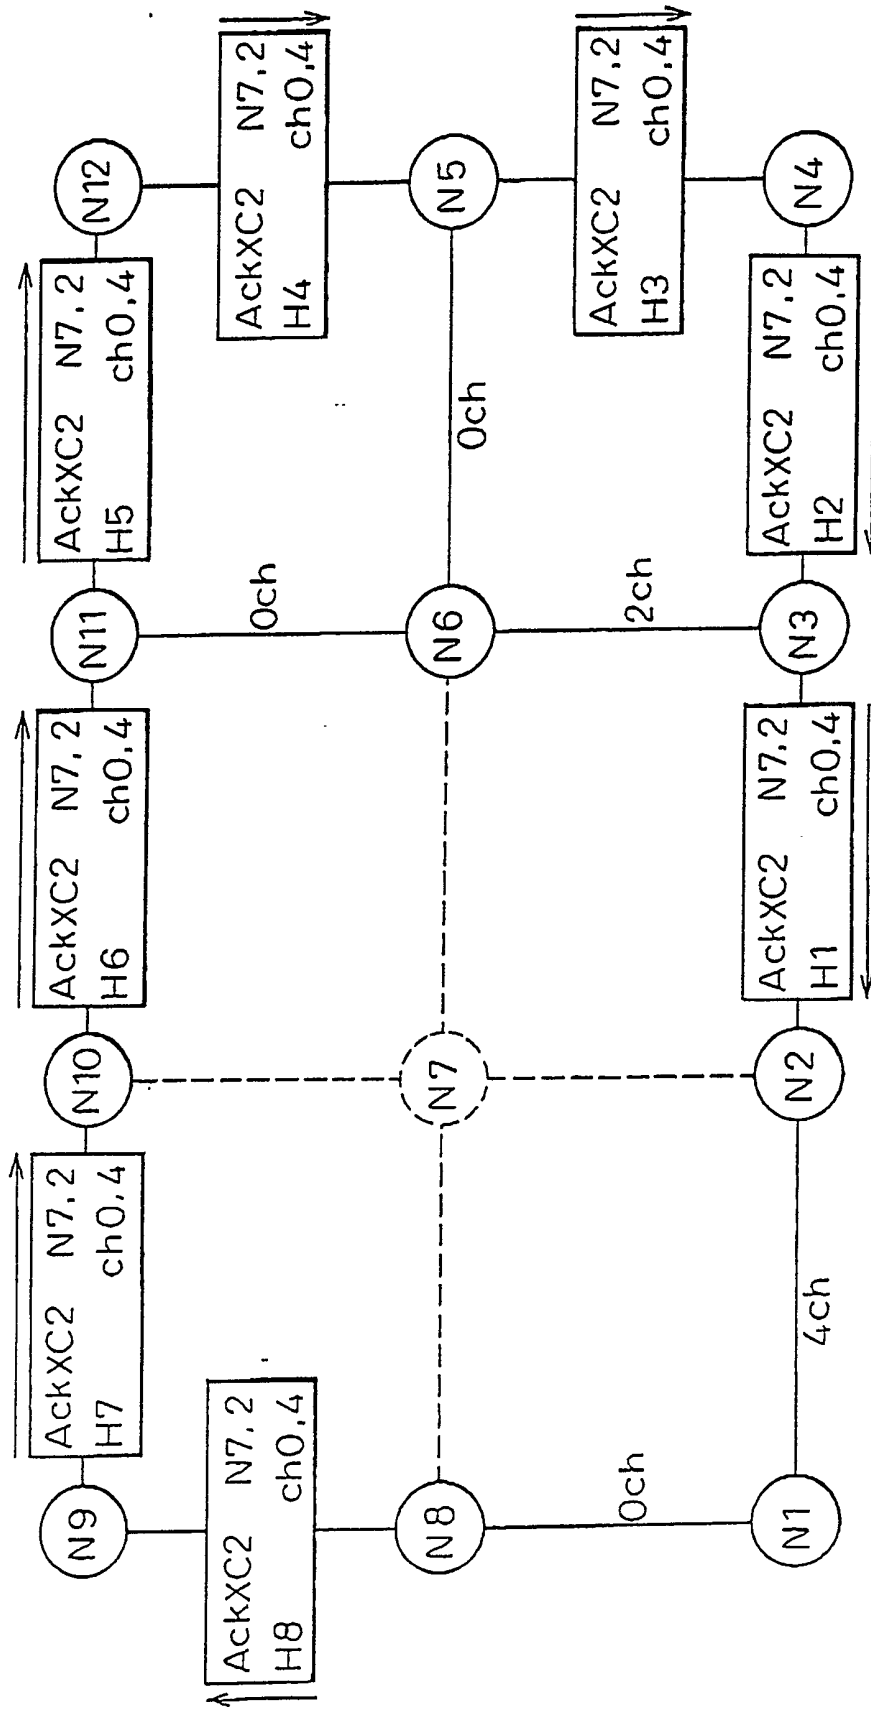 N9
AckXC2 N7,2
H7 ch0,4
N10
AckXC2 N7,2
H6 ch0,4
N11
AckXC2 N7,2
H5 ch0,4
N12
AckXC2 N7,2
H8 ch0,4
0ch
AckXC2 N7,2
H4 ch0,4
N8
N7
N6
0ch
N5
0ch
2ch
AckXC2 N7,2
H3 ch0,4
N1
4ch
N2
AckXC2 N7,2
H1 ch0,4
N3
AckXC2 N7,2
H2 ch0,4
N4